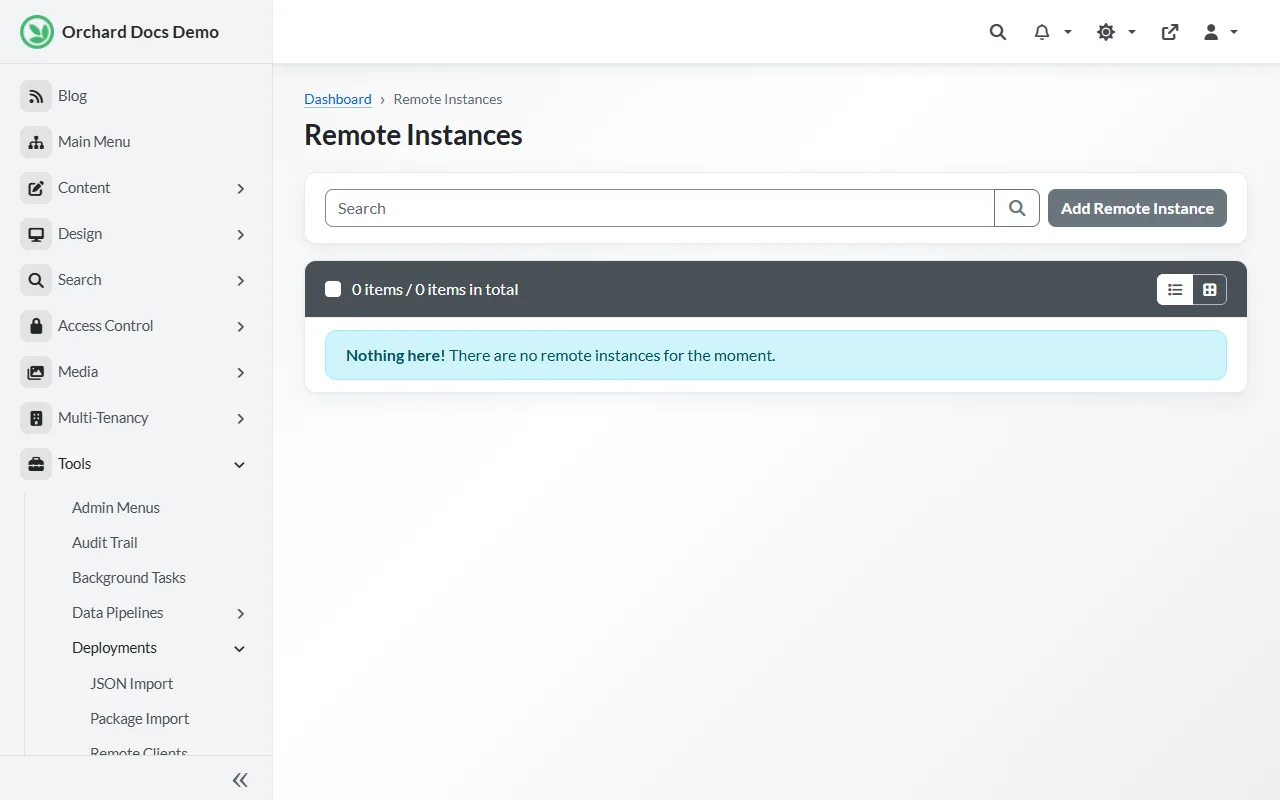 Orchard Docs Demo
Blog
Main Menu
Content
Design
Search
Access Control
Media
Multi-Tenancy
Tools
Admin Menus
Audit Trail
Background Tasks
Data Pipelines
Deployments
JSON Import
Package Import
Remote Clients
Dashboard › Remote Instances
Remote Instances
Search
Add Remote Instance
0 items / 0 items in total
Nothing here! There are no remote instances for the moment.